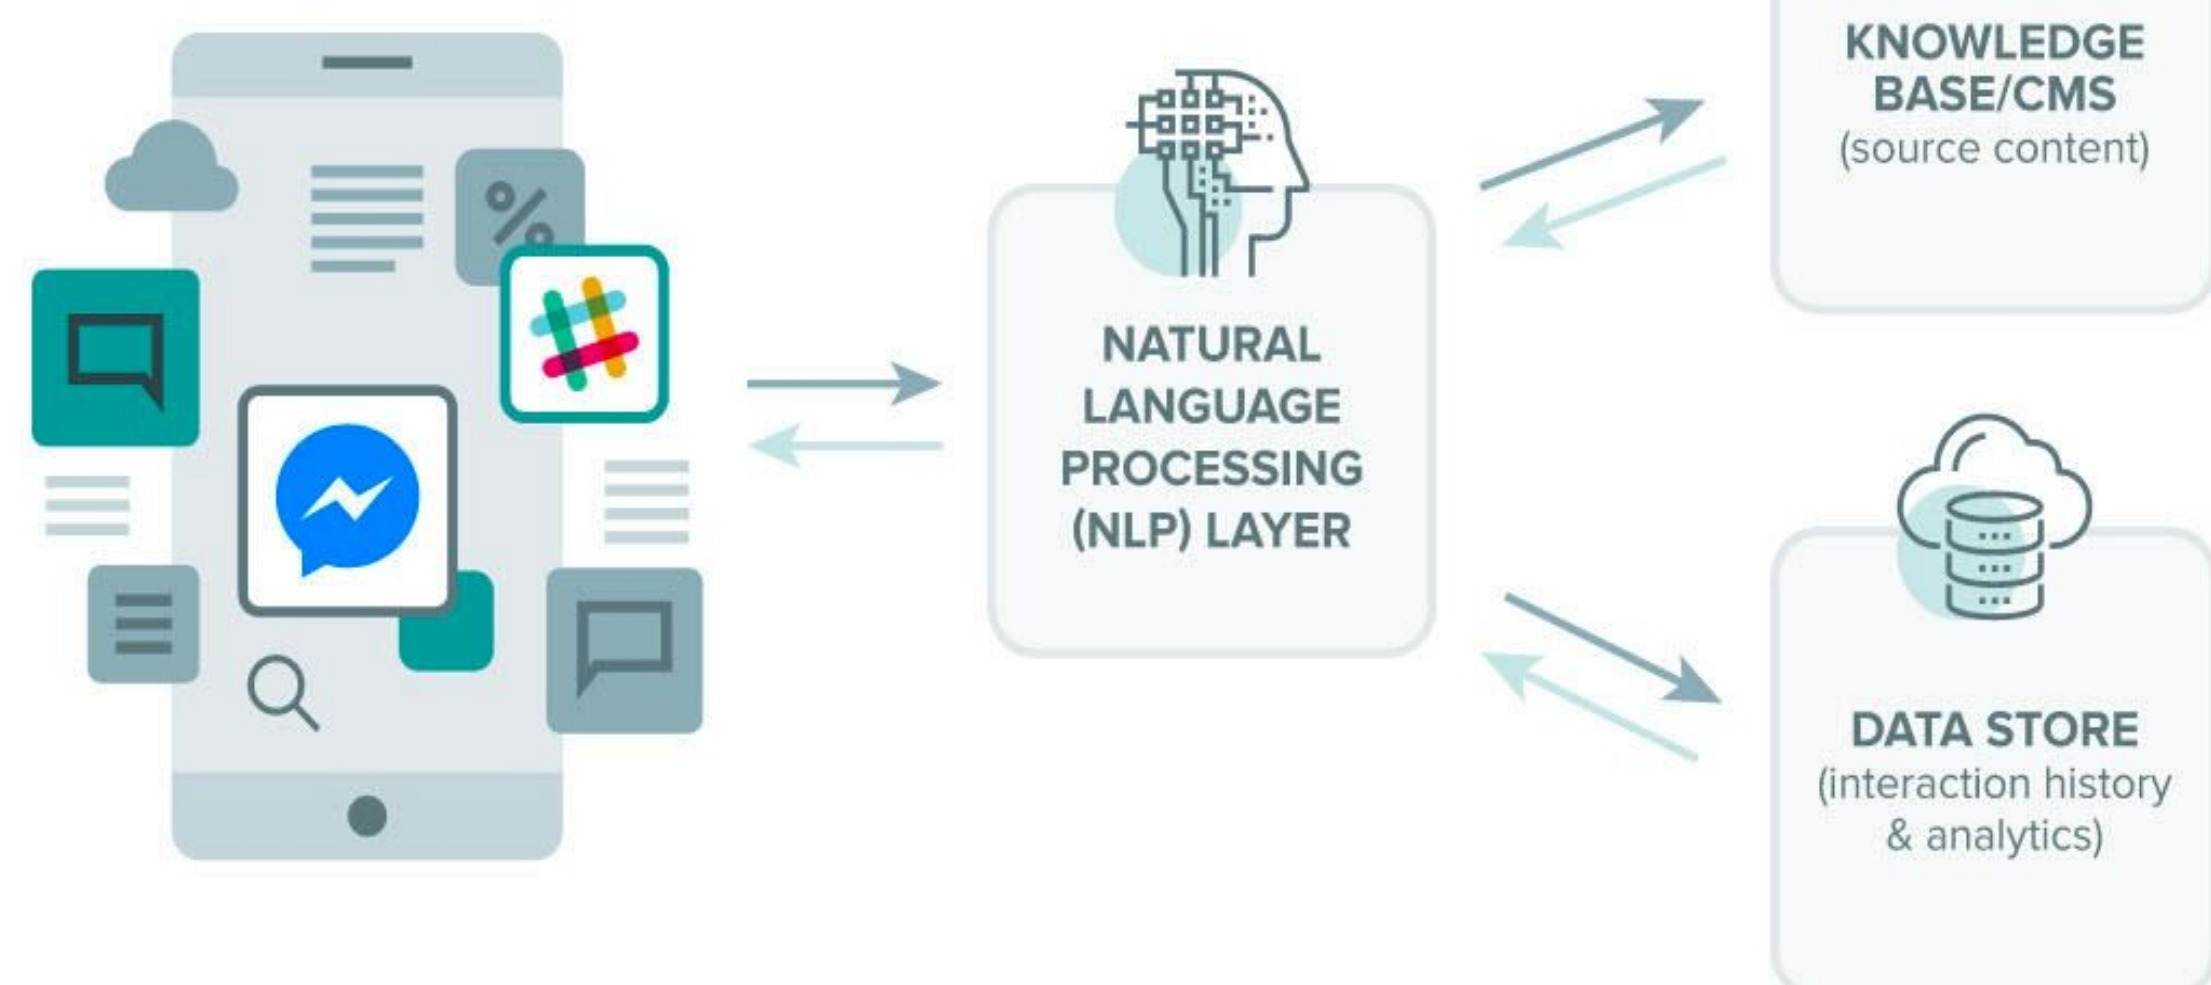 NATURAL
LANGUAGE
PROCESSING
(NLP) LAYER
KNOWLEDGE
BASE/CMS
(source content)
DATA STORE
(interaction history
& analytics)
%